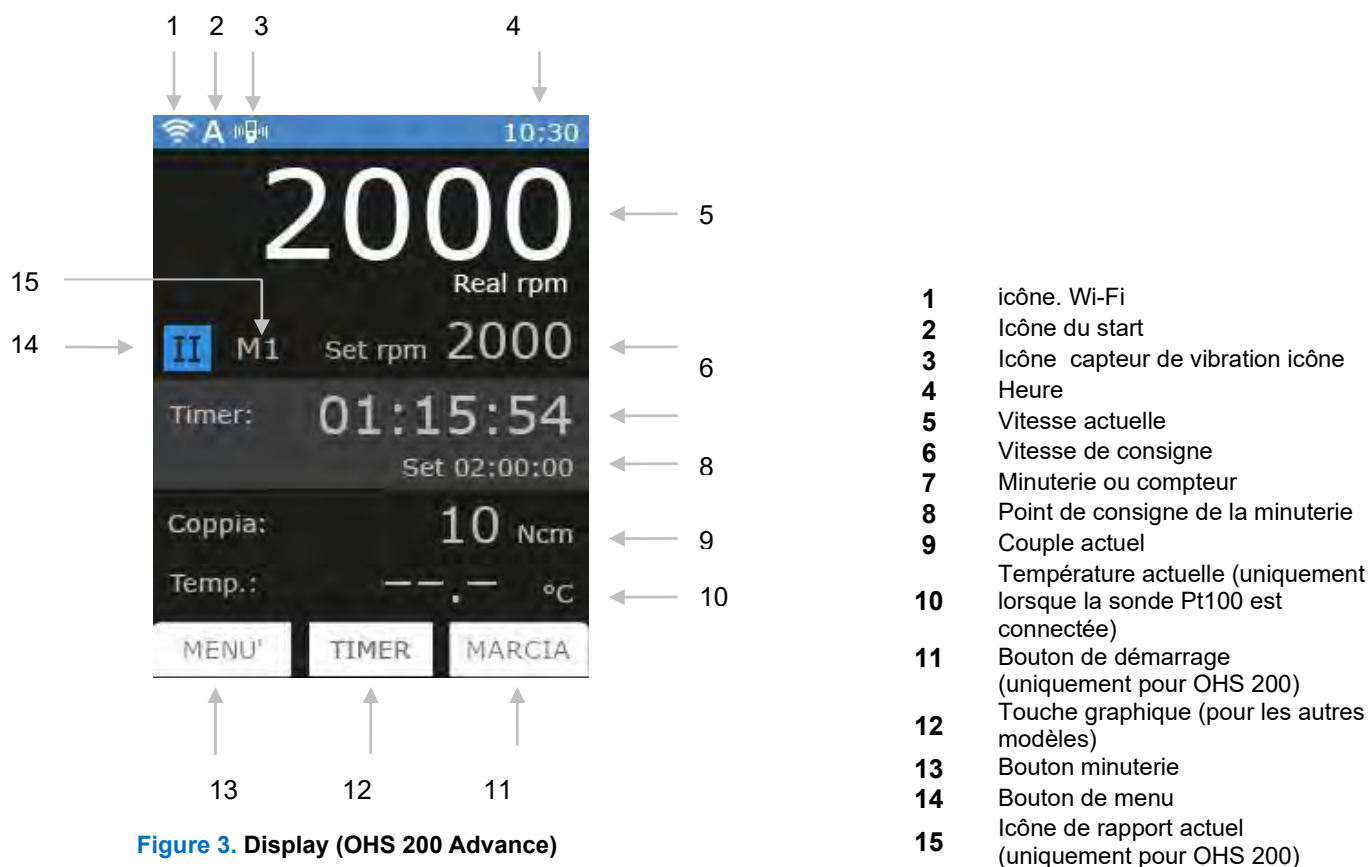 1 2 3 4
A 10:30
2000 5
Real rpm
15
14 II M1 Set rpm 2000 6
Timer: 01:15:54
Set 02:00:00 8
Coppia: 10 Ncm 9
Temp.: --.- °C 10
MENU' TIMER MARCIA
13 12 11
Figure 3. Display (OHS 200 Advance)
1 icône. Wi-Fi
2 Icône du start
3 Icône capteur de vibration icône
4 Heure
5 Vitesse actuelle
6 Vitesse de consigne
7 Minuterie ou compteur
8 Point de consigne de la minuterie
9 Couple actuel
Température actuelle (uniquement
10 lorsque la sonde Pt100 est
connectée)
11 Bouton de démarrage
(uniquement pour OHS 200)
12 Touche graphique (pour les autres
modèles)
13 Bouton minuterie
14 Bouton de menu
15 Icône de rapport actuel
(uniquement pour OHS 200)